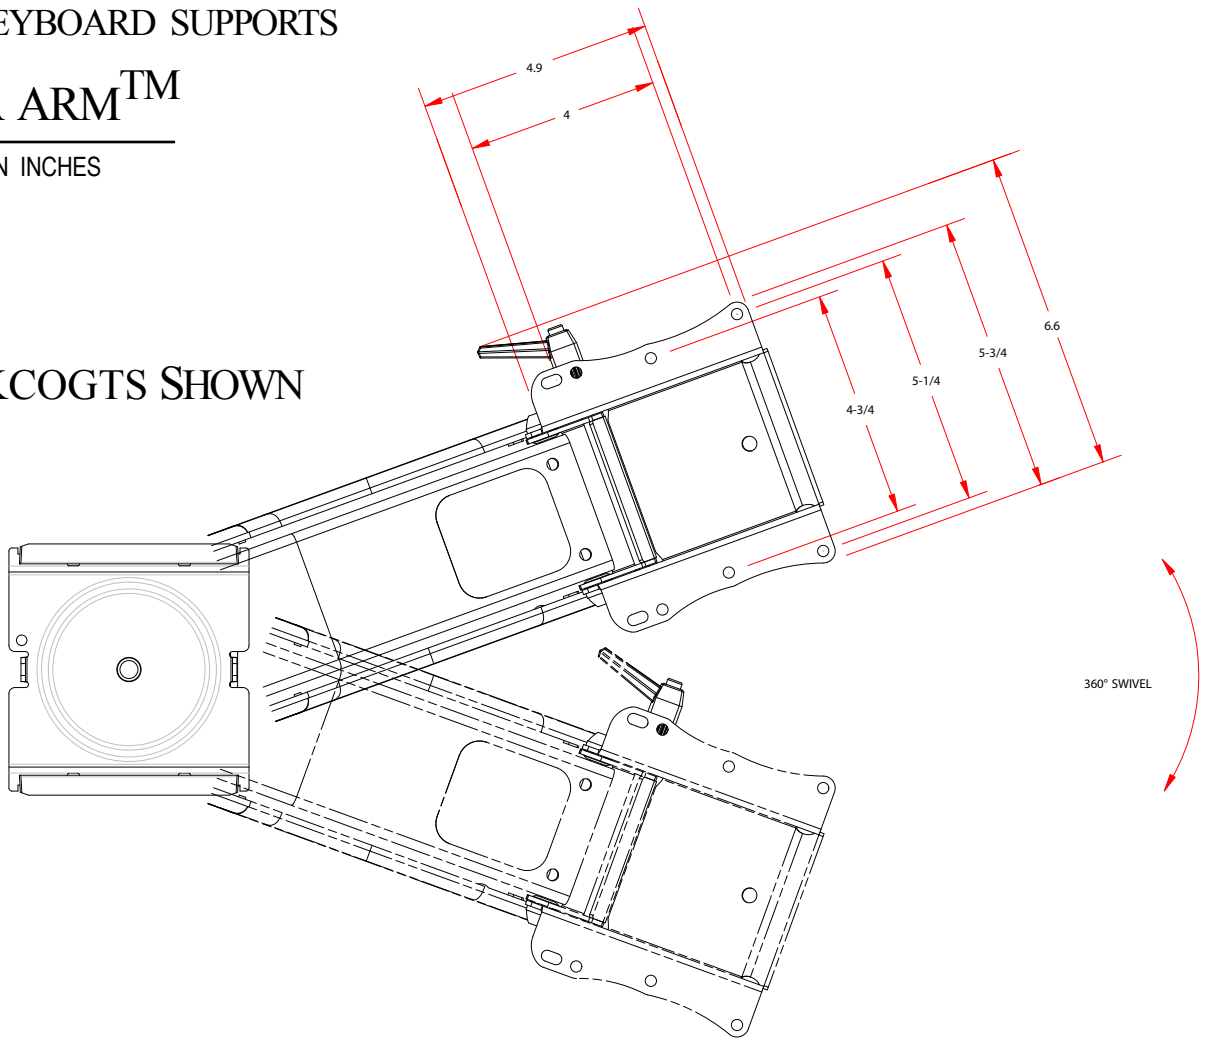 EYBOARD SUPPORTS
ARM™
N INCHES
KCOGTS SHOWN
4.9
4
6.6
5-3/4
5-1/4
4-3/4
360° SWIVEL